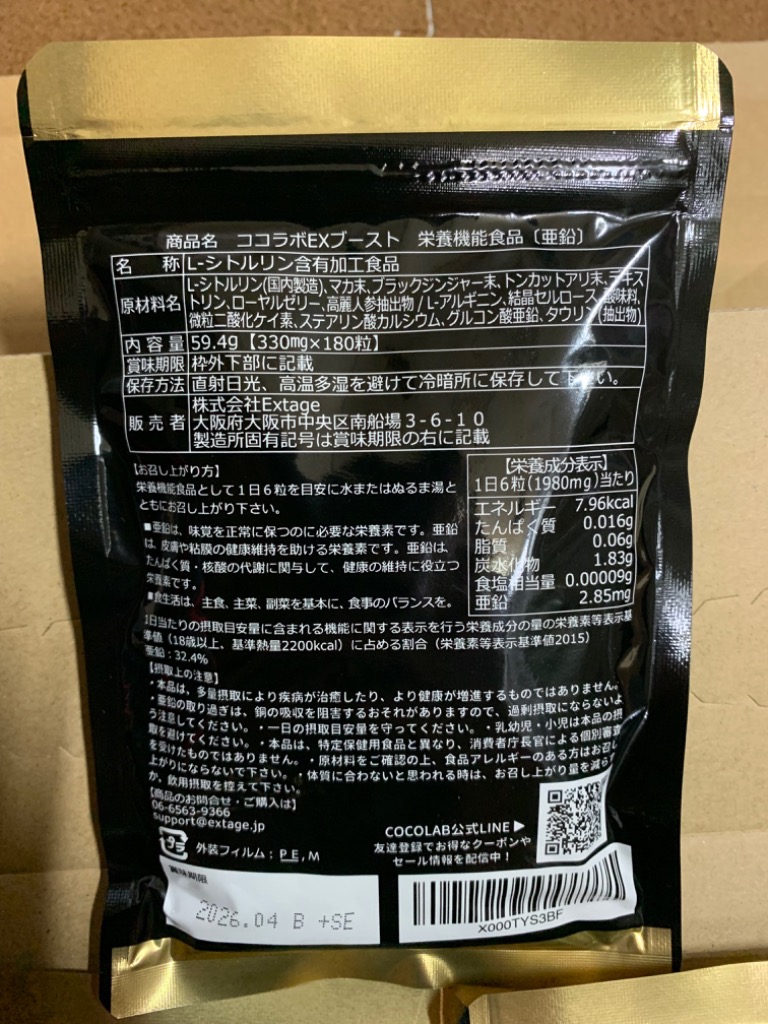 商品名 ココラボEXブースト 栄養機能食品〔亜鉛〕
名 称 L-シトルリン含有加工食品
原材料名 L-シトルリン(国内製造)、マカ末、ブラックジンジャー末、トンカットアリ末、デキス
トリン、ローヤルゼリー、高麗人参抽出物/L-アルギニン、結晶セルロース、酸味料、
微粒二酸化ケイ素、ステアリン酸カルシウム、グルコン酸亜鉛、タウリン(抽出物)
内 容 量 59.4g【330mg×180粒】
賞味期限 枠外下部に記載
保存方法 直射日光、高温多湿を避けて冷暗所に保存して下さい。
販 売 者 株式会社Extage
大阪府大阪市中央区南船場3-6-10
製造所固有記号は賞味期限の右に記載
【お召し上がり方】
栄養機能食品として1日6粒を目安に水またはぬるま湯と
ともにお召し上がり下さい。
■亜鉛は、味覚を正常に保つのに必要な栄養素です。亜鉛
は、皮膚や粘膜の健康維持を助ける栄養素です。亜鉛は、
たんぱく質・核酸の代謝に関与して、健康の維持に役立つ
栄養素です。
■食生活は、主食、主菜、副菜を基本に、食事のバランスを。
【栄養成分表示】
1日6粒(1980mg)当たり
エネルギー 7.96kcal
たんぱく質 0.016g
脂質 0.06g
炭水化物 1.83g
食塩相当量 0.00009g
亜鉛 2.85mg
1日当たりの摂取目安量に含まれる機能に関する表示を行う栄養成分の量の栄養素等表示基
準値(18歳以上、基準熱量2200kcal)に占める割合(栄養素等表示基準値2015)
亜鉛:32.4%
【摂取上の注意】
・本品は、多量摂取により疾病が治癒したり、より健康が増進するものではありません。
・亜鉛の取り過ぎは、銅の吸収を阻害するおそれがありますので、過剰摂取にならないよ
う注意してください。・一日の摂取目安量を守ってください。・乳幼児・小児は本品の摂
取を避けてください。・本品は、特定保健用食品と異なり、消費者庁長官による個別審査
を受けたものではありません。・原材料をご確認の上、食品アレルギーのある方はお召し
上がりにならないで下さい。・体質に合わないと思われる時は、お召し上がり量を減らす
か、飲用摂取を控えて下さい。
【商品のお問合せ・ご購入は】
06-6563-9366
support@extage.jp
プラ 外装フィルム:PE,M
COCOLAB公式LINE▶
友達登録でお得なクーポンや
セール情報を配信中!
賞味期限
2026.04 B +SE
X000TYS3BF